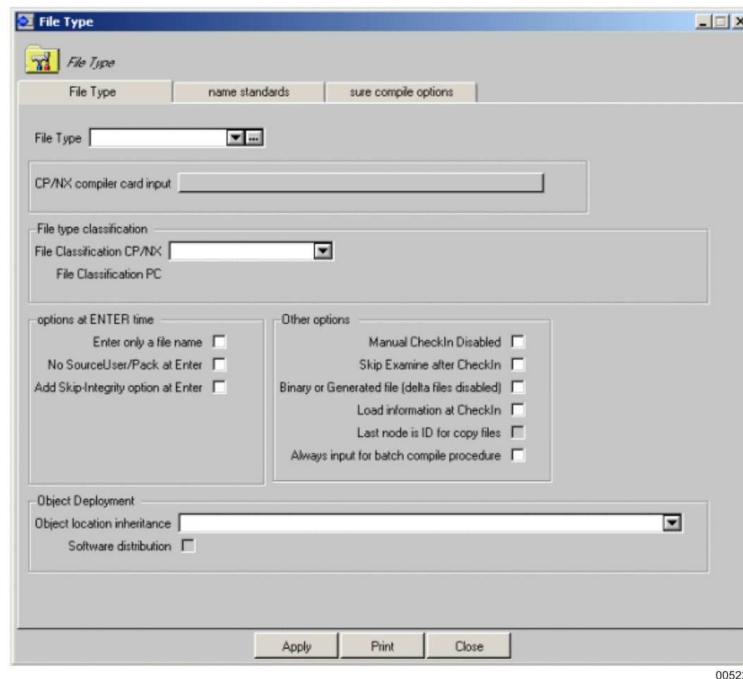 File Type
File Type
File Type
name standards
sure compile options
File Type
CP/NX compiler card input
File type classification
File Classification CP/NX
File Classification PC
options at ENTER time
Enter only a file name
No SourceUser/Pack at Enter
Add Skip-Integrity option at Enter
Other options
Manual CheckIn Disabled
Skip Examine after CheckIn
Binary or Generated file (delta files disabled)
Load information at CheckIn
Last node is ID for copy files
Always input for batch compile procedure
Object Deployment
Object location inheritance
Software distribution
Apply
Print
Close